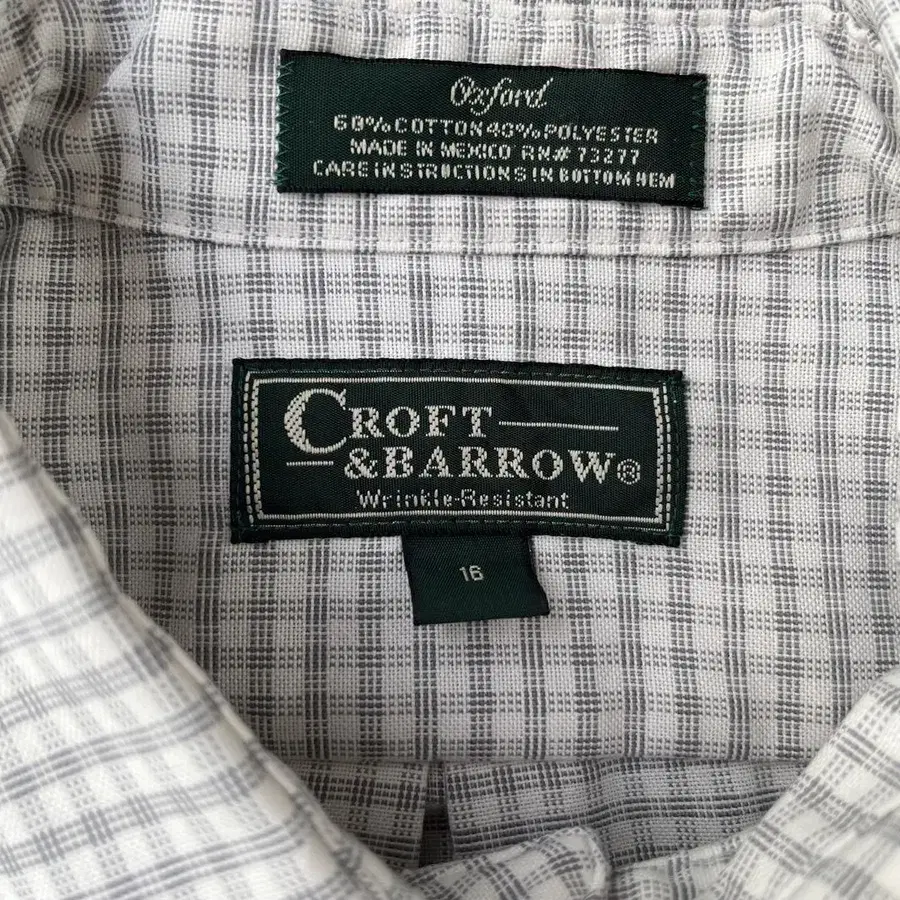 Oxford
60% COTTON 40% POLYESTER
MADE IN MEXICO RN# 73277
CARE INSTRUCTIONS IN BOTTOM HEM
CROFT
&BARROW®
Wrinkle-Resistant
16